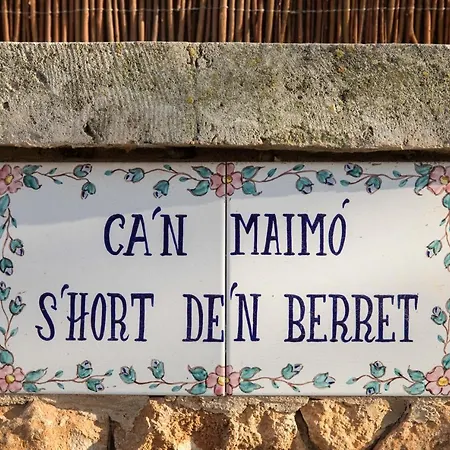 CA'N MAIMÓ
S'HORT DE'N BERRET